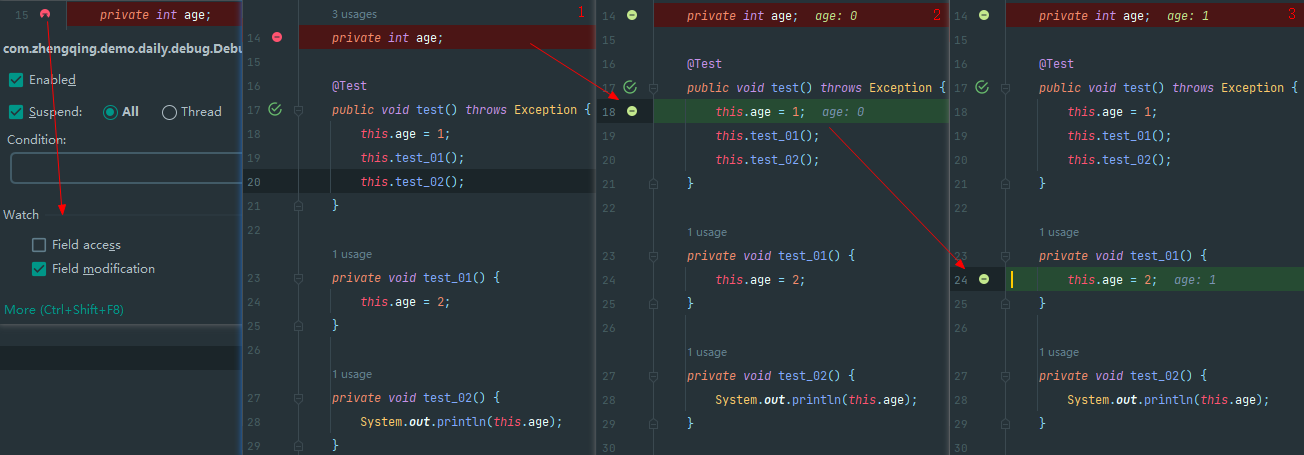 15 private int age;
com.zhengqing.demo.daily.debug.Debu
Enabled
Suspend: All Thread
Condition:
Watch
Field access
Field modification
More (Ctrl+Shift+F8)
1
3 usages
14 private int age;
15
16 @Test
17 public void test() throws Exception {
18 this.age = 1;
19 this.test_01();
20 this.test_02();
21 }
22
1 usage
23 private void test_01() {
24 this.age = 2;
25 }
26
1 usage
27 private void test_02() {
28 System.out.println(this.age);
29 }
14 private int age; age: 0 2
15
16 @Test
17 public void test() throws Exception {
18 this.age = 1; age: 0
19 this.test_01();
20 this.test_02();
21 }
22
1 usage
23 private void test_01() {
24 this.age = 2;
25 }
26
1 usage
27 private void test_02() {
28 System.out.println(this.age);
29 }
30
14 private int age; age: 1 3
15
16 @Test
17 public void test() throws Exception {
18 this.age = 1;
19 this.test_01();
20 this.test_02();
21 }
22
1 usage
23 private void test_01() {
24 this.age = 2; age: 1
25 }
26
1 usage
27 private void test_02() {
28 System.out.println(this.age);
29 }
30